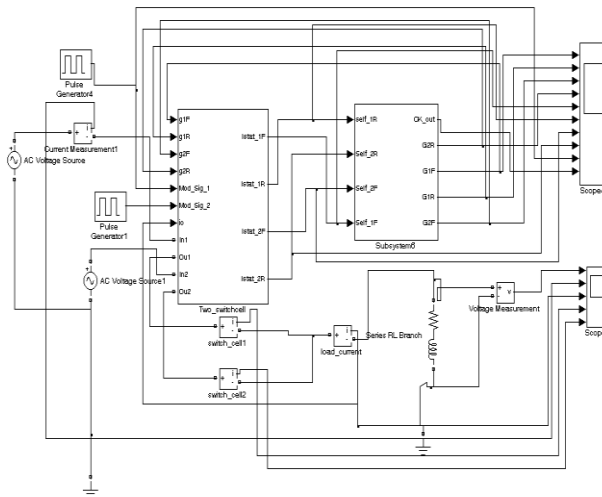 Pulse
Generator4
i
+
-
Current Measurement1
AC Voltage Source
Pulse
Generator1
AC Voltage Source1
g1F
g1R
g2F
g2R
Mod_Sig_1
Mod_Sig_2
io
In1
Ou1
In2
Ou2
Istat_1F
Istat_1R
Istat_2F
Istat_2R
Two_switchcell
self_1R
Self_2R
Self_2F
Self_1F
CK_out
G2R
G1F
G1R
G2F
Subsystem6
Scope
i
+
-
switch_cell1
i
+
-
switch_cell2
i
+
-
load_current
Series RL Branch
+
-
v
Voltage Measurement
Scop